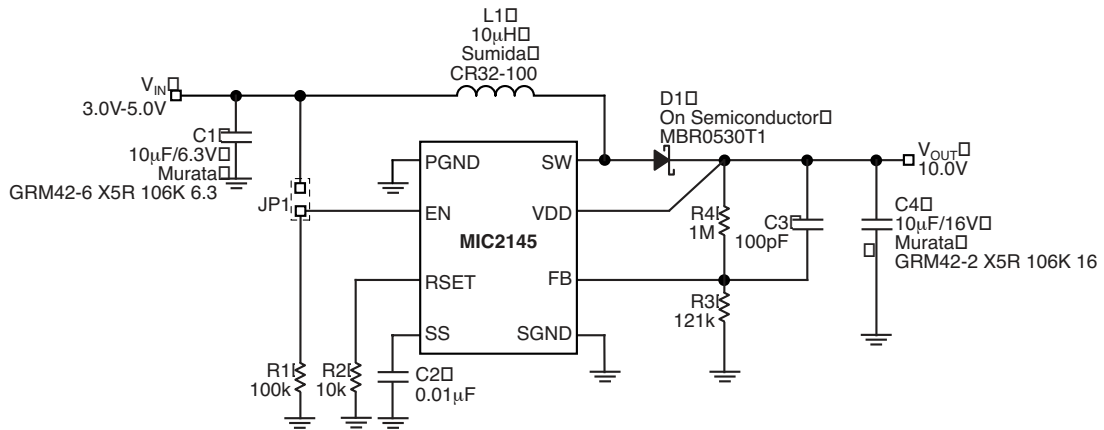 L1
10µH
Sumida
CR32-100
VIN
3.0V-5.0V
C1
10µF/6.3V
Murata
GRM42-6 X5R 106K 6.3
JP1
D1
On Semiconductor
MBR0530T1
VOUT
10.0V
PGND
SW
EN
VDD
MIC2145
RSET
FB
SS
SGND
R4
1M
C3
100pF
C4
10µF/16V
Murata
GRM42-2 X5R 106K 16
R3
121k
R1
100k
R2
10k
C2
0.01µF